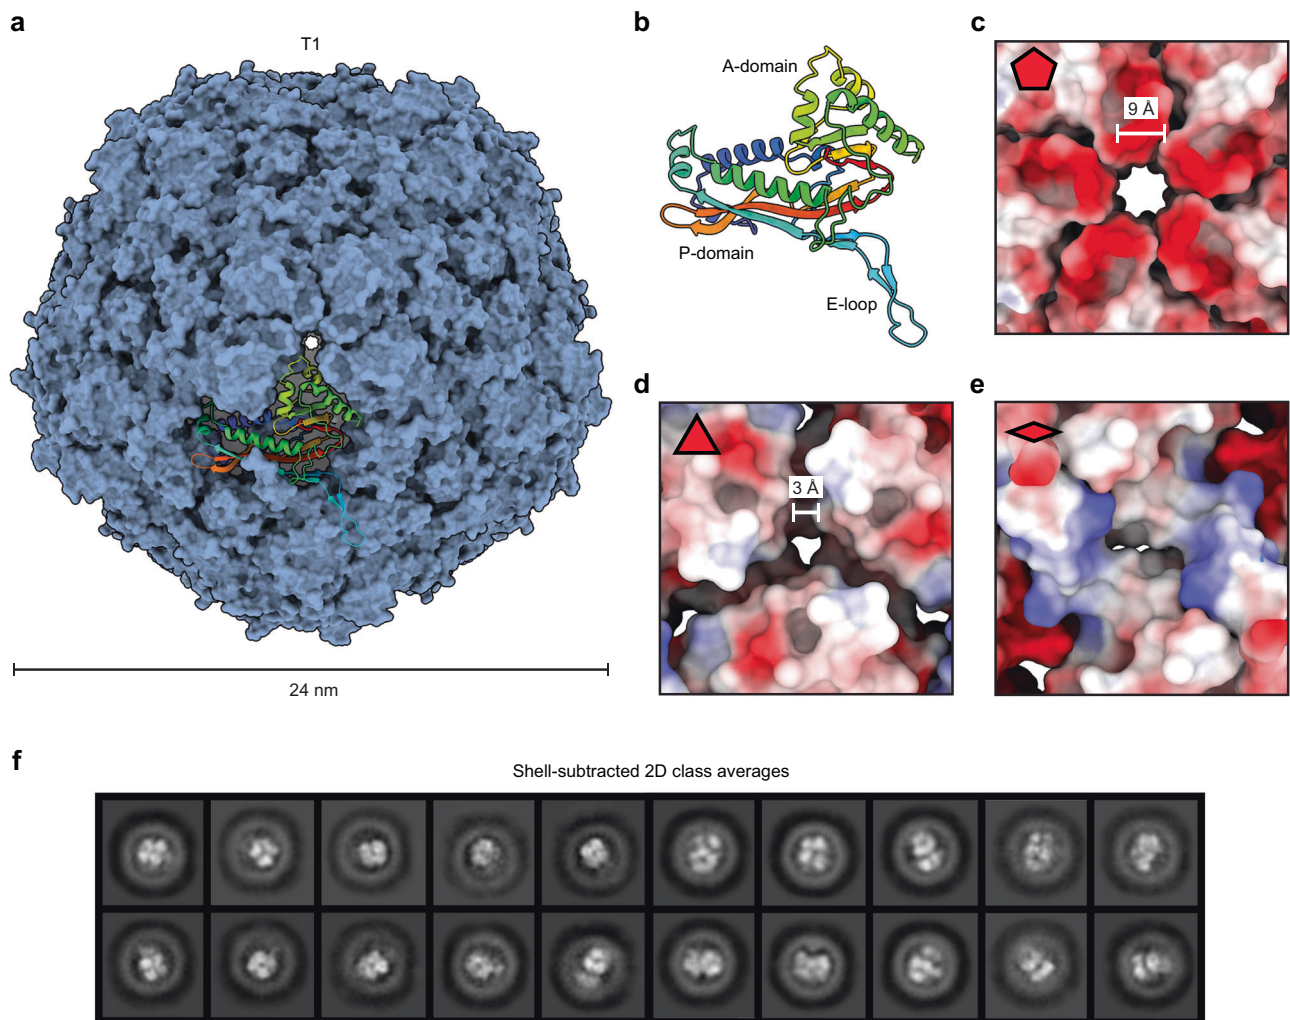 a
T1
24 nm
b
A-domain
P-domain
E-loop
c
9 Å
d
3 Å
e
f
Shell-subtracted 2D class averages